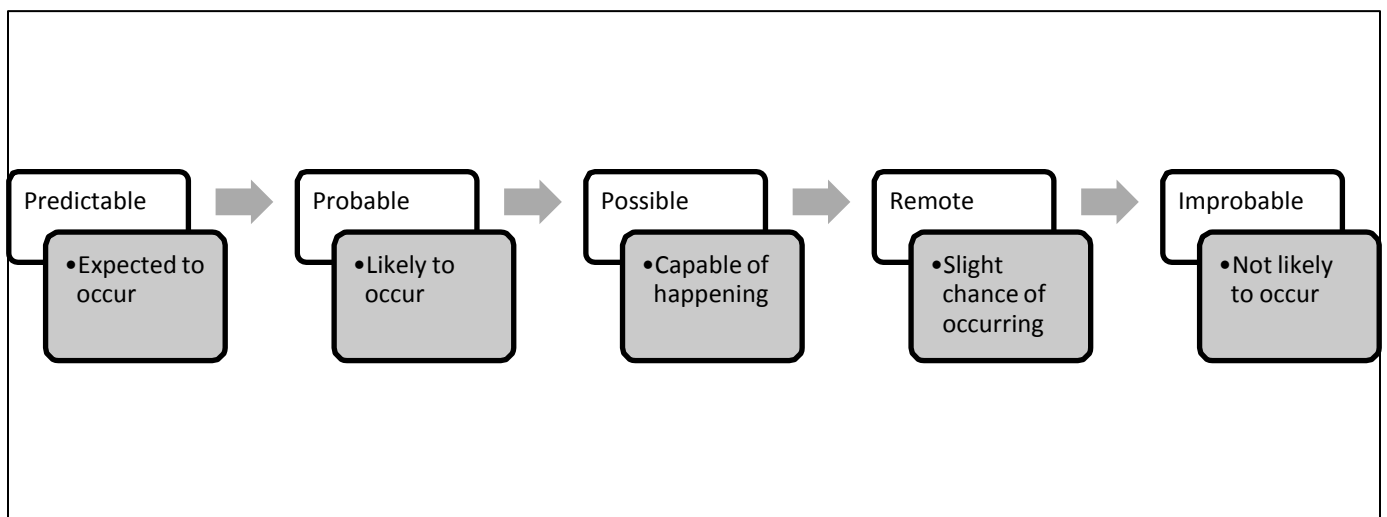 Predictable
•Expected to
occur
Probable
•Likely to
occur
Possible
•Capable of
happening
Remote
•Slight
chance of
occurring
Improbable
•Not likely
to occur